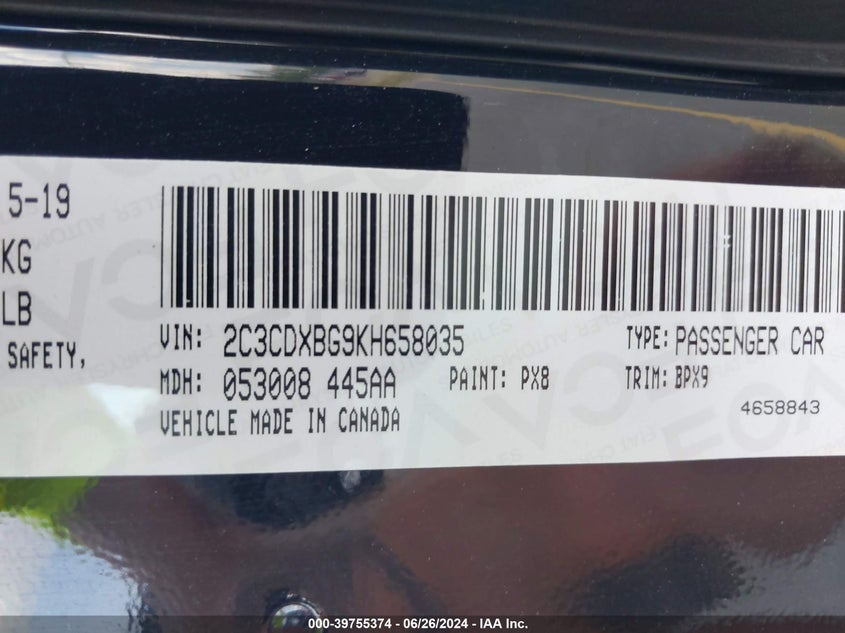 5-19
KG
LB
SAFETY,
VIN: 2C3CDXBG9KH658035 TYPE: PASSENGER CAR
MDH: 053008 445AA PAINT: PX8 TRIM: BPX9
VEHICLE MADE IN CANADA 4658843
000-39755374 / 06/26/2024 - IAA Inc.